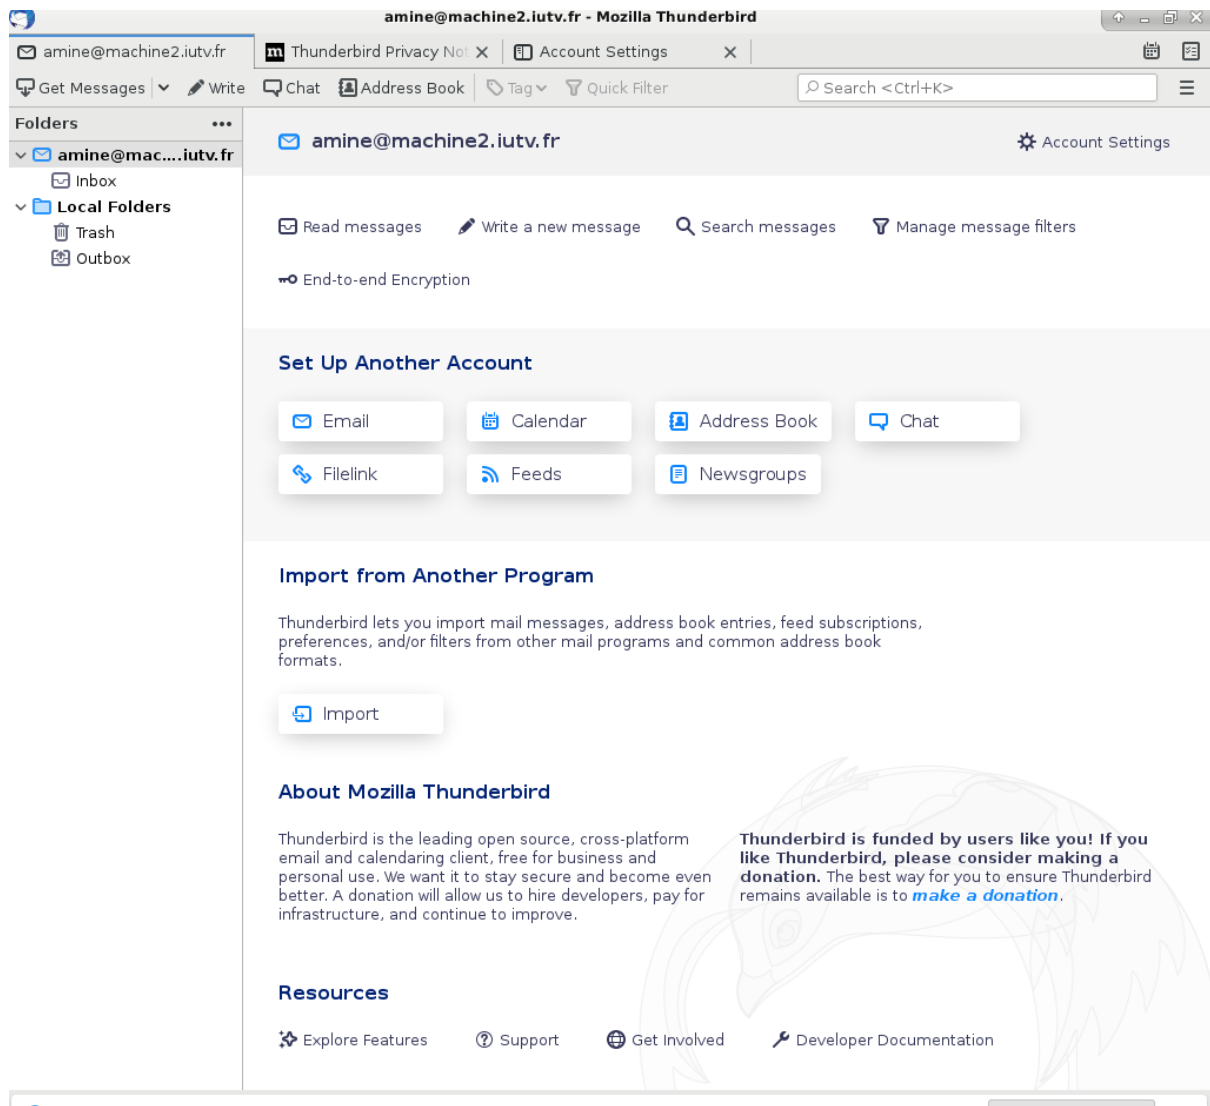 amine@machine2.iutv.fr - Mozilla Thunderbird
amine@machine2.iutv.fr
m Thunderbird Privacy Not
Account Settings
Get Messages
Write
Chat
Address Book
Tag
Quick Filter
Search <Ctrl+K>
Folders
amine@mac....iutv.fr
Inbox
Local Folders
Trash
Outbox
amine@machine2.iutv.fr
Account Settings
Read messages
Write a new message
Search messages
Manage message filters
End-to-end Encryption
Set Up Another Account
Email
Calendar
Address Book
Chat
Filelink
Feeds
Newsgroups
Import from Another Program
Thunderbird lets you import mail messages, address book entries, feed subscriptions,
preferences, and/or filters from other mail programs and common address book
formats.
Import
About Mozilla Thunderbird
Thunderbird is the leading open source, cross-platform
email and calendaring client, free for business and
personal use. We want it to stay secure and become even
better. A donation will allow us to hire developers, pay for
infrastructure, and continue to improve.
Thunderbird is funded by users like you! If you
like Thunderbird, please consider making a
donation. The best way for you to ensure Thunderbird
remains available is to make a donation.
Resources
Explore Features
Support
Get Involved
Developer Documentation